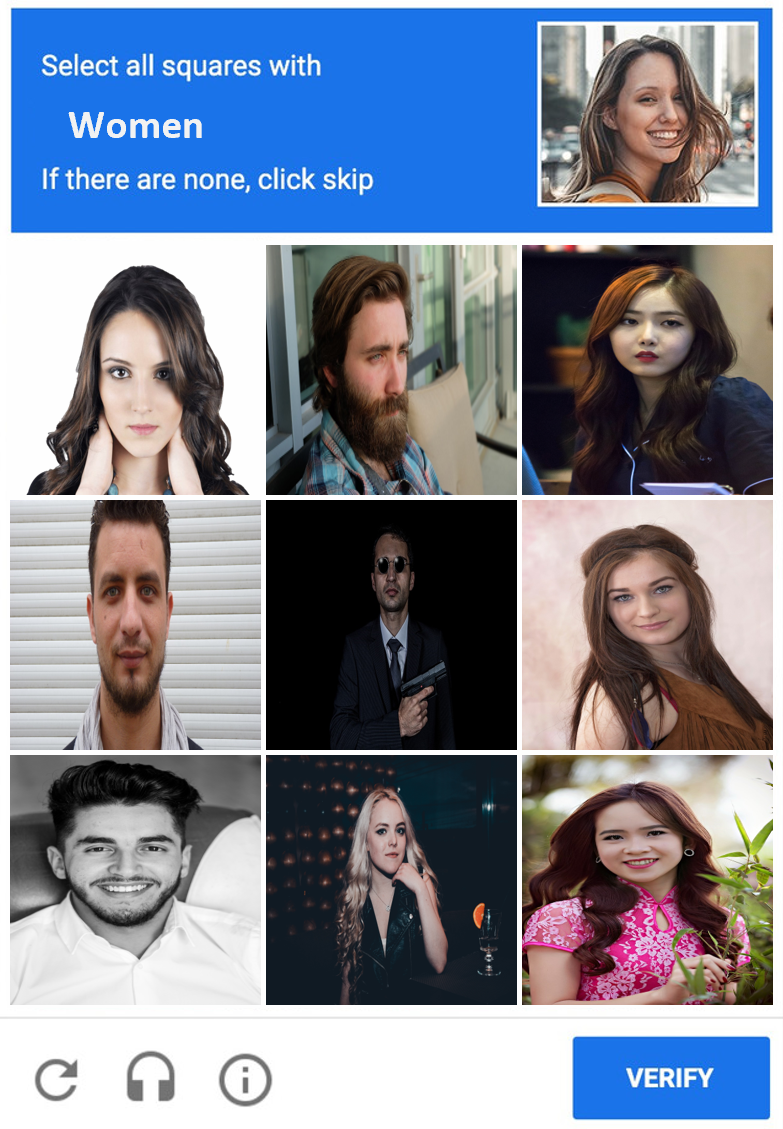 Select all squares with
Women
If there are none, click skip
VERIFY